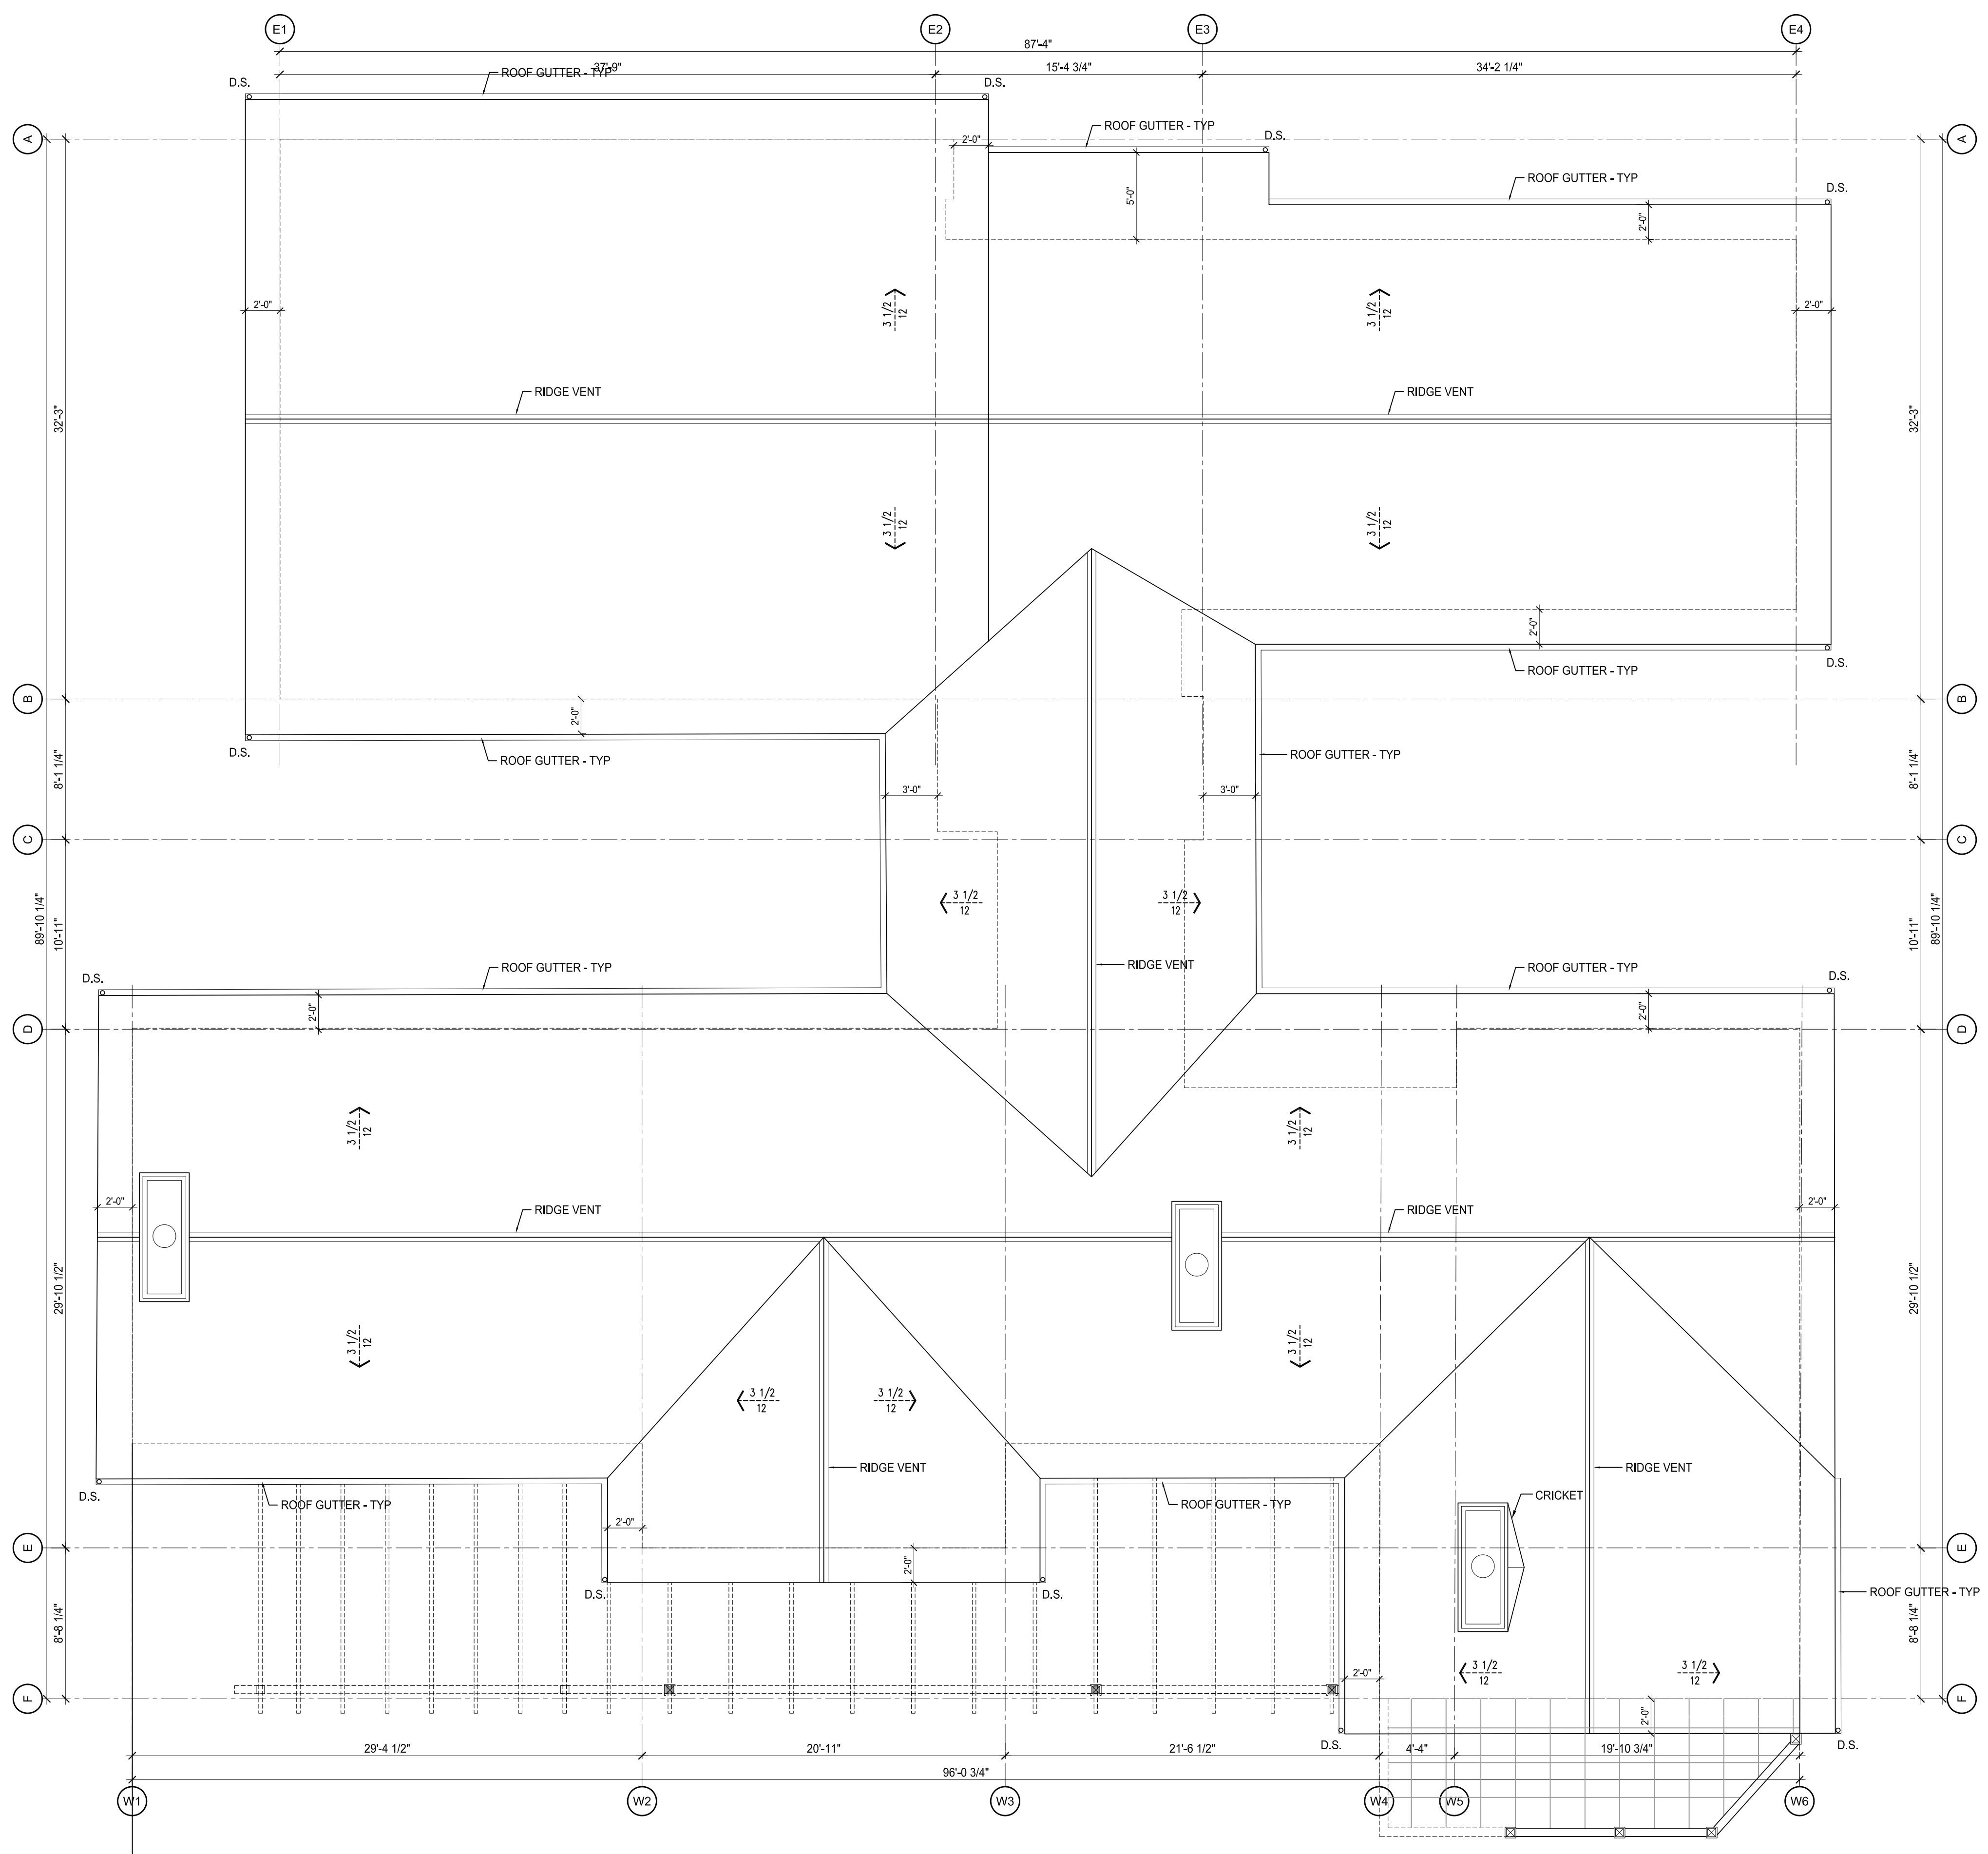 E1
E2
E3
E4
87'-4"
37'-9"
15'-4 3/4"
34'-2 1/4"
ROOF GUTTER - TYP
D.S.
D.S.
A
A
ROOF GUTTER - TYP
D.S.
2'-0"
ROOF GUTTER - TYP
D.S.
5'-0"
2'-0"
2'-0"
3 1/2
12
3 1/2
12
2'-0"
RIDGE VENT
RIDGE VENT
32'-3"
32'-3"
3 1/2
12
3 1/2
12
2'-0"
D.S.
ROOF GUTTER - TYP
B
B
2'-0"
D.S.
ROOF GUTTER - TYP
ROOF GUTTER - TYP
8'-1 1/4"
8'-1 1/4"
3'-0"
3'-0"
C
C
3 1/2
12
3 1/2
12
89'-10 1/4"
10'-11"
10'-11"
89'-10 1/4"
RIDGE VENT
D.S.
ROOF GUTTER - TYP
ROOF GUTTER - TYP
D.S.
2'-0"
2'-0"
D
D
3 1/2
12
3 1/2
12
2'-0"
RIDGE VENT
RIDGE VENT
2'-0"
29'-10 1/2"
29'-10 1/2"
3 1/2
12
3 1/2
12
3 1/2
12
3 1/2
12
RIDGE VENT
RIDGE VENT
D.S.
ROOF GUTTER - TYP
ROOF GUTTER - TYP
CRICKET
2'-0"
E
E
2'-0"
D.S.
D.S.
ROOF GUTTER - TYP
8'-8 1/4"
8'-8 1/4"
2'-0"
3 1/2
12
3 1/2
12
F
F
2'-0"
D.S.
D.S.
29'-4 1/2"
20'-11"
21'-6 1/2"
4'-4"
19'-10 3/4"
96'-0 3/4"
W1
W2
W3
W4
W5
W6